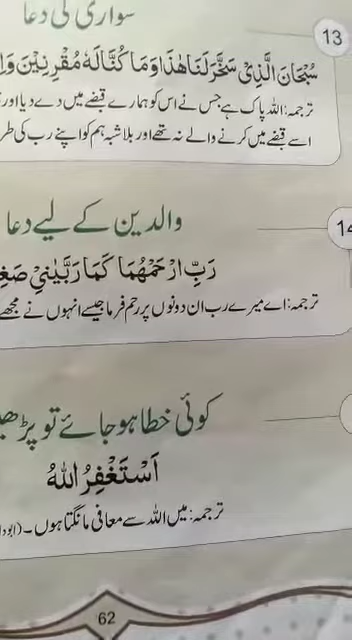 سواری کی دعا
13
سُبْحَانَ الَّذِیْ سَخَّرَ لَنَا هٰذَا وَمَا كُنَّا لَهٗ مُقْرِنِیْنَ
ترجمہ: اللہ پاک ہے جس نے اس کو ہمارے قبضے میں دے دیا اور
اسے قبضے میں کرنے والے نہ تھے اور بلاشبہ ہم کو اپنے رب کی
والدین کے لیے دعا
رَبِّ ارْحَمْهُمَا كَمَا رَبَّیٰنِیْ
ترجمہ: اے میرے رب ان دونوں پر رحم فرما جیسے انہوں نے مجھے
کوئی خطا ہو جائے تو
اَسْتَغْفِرُ اللّٰهُ
ترجمہ: میں اللہ سے معافی مانگتا ہوں۔
62